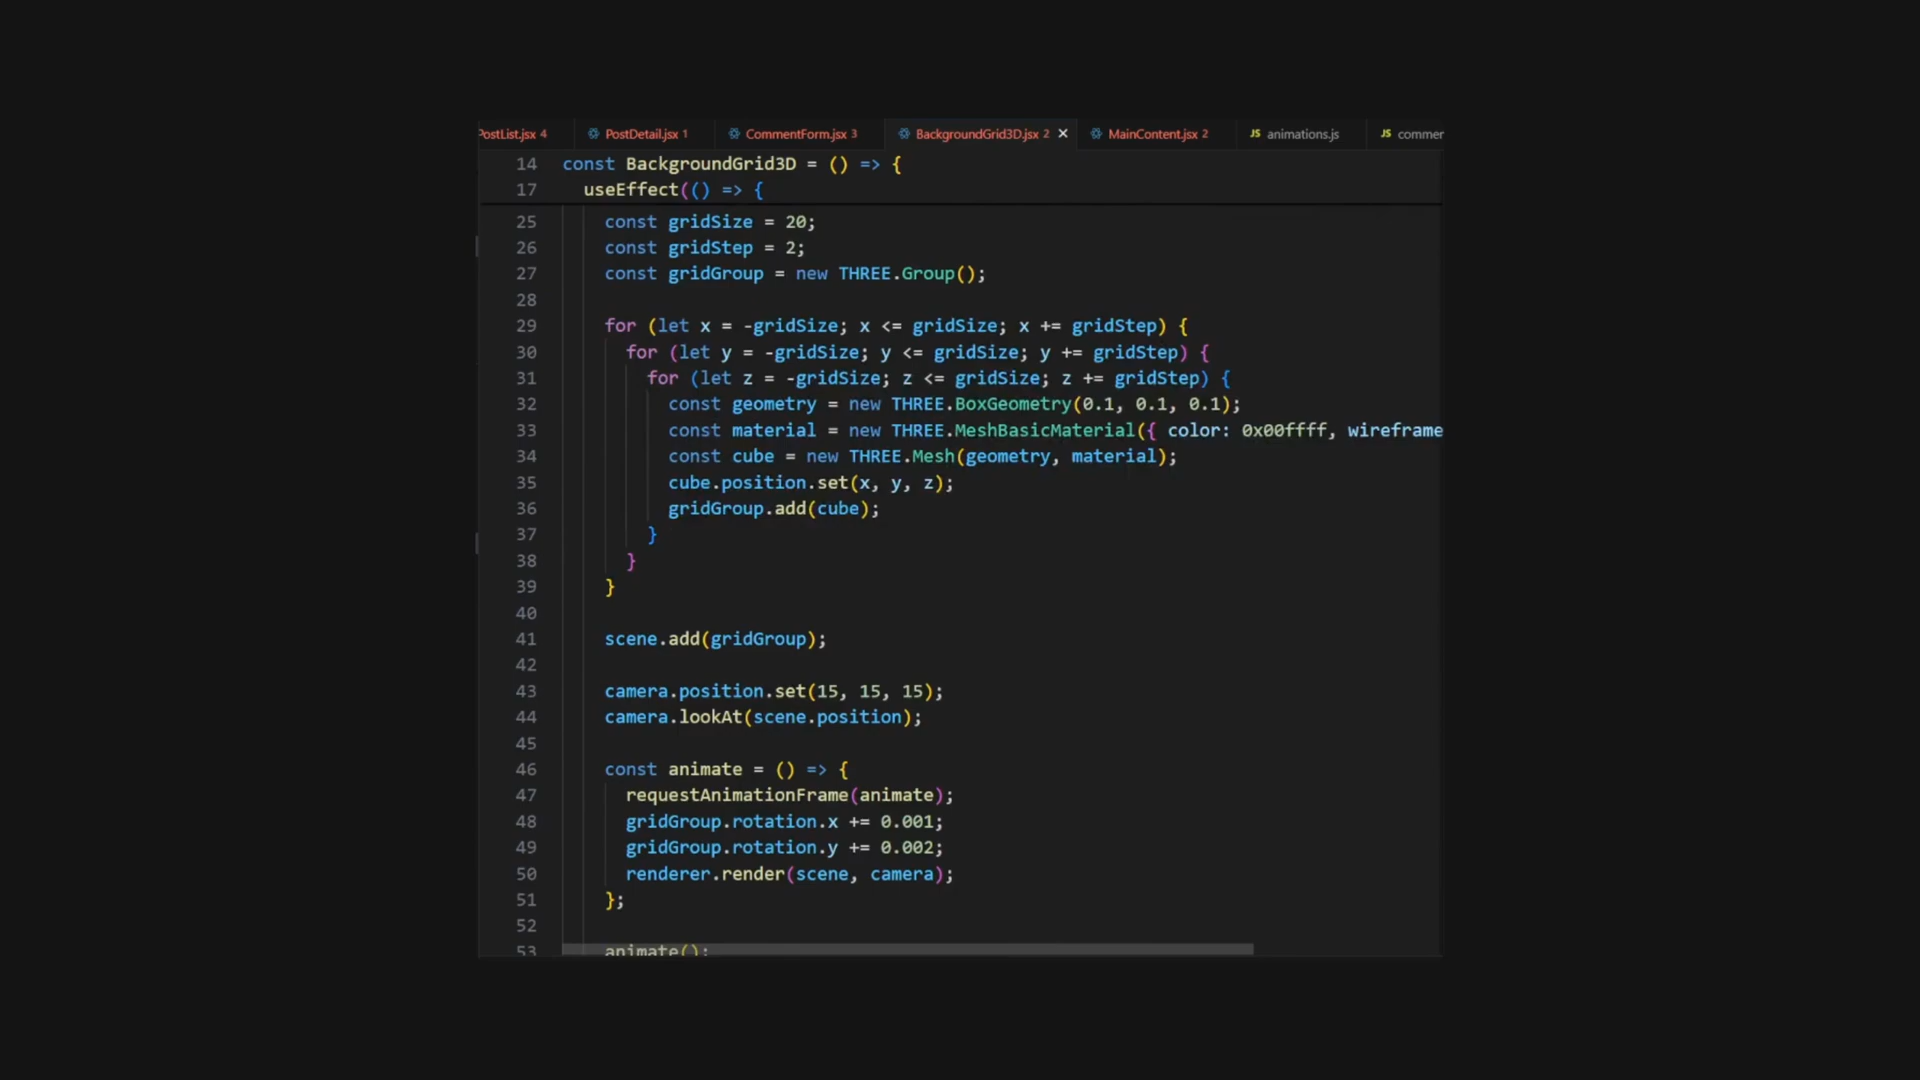 PostList.jsx 4 PostDetail.jsx 1 CommentForm.jsx 3 BackgroundGrid3D.jsx 2 MainContent.jsx 2 JS animations.js JS commer
14 const BackgroundGrid3D = () => {
17 useEffect(() => {
25 const gridSize = 20;
26 const gridStep = 2;
27 const gridGroup = new THREE.Group();
28
29 for (let x = -gridSize; x <= gridSize; x += gridStep) {
30 for (let y = -gridSize; y <= gridSize; y += gridStep) {
31 for (let z = -gridSize; z <= gridSize; z += gridStep) {
32 const geometry = new THREE.BoxGeometry(0.1, 0.1, 0.1);
33 const material = new THREE.MeshBasicMaterial({ color: 0x00ffff, wireframe
34 const cube = new THREE.Mesh(geometry, material);
35 cube.position.set(x, y, z);
36 gridGroup.add(cube);
37 }
38 }
39 }
40
41 scene.add(gridGroup);
42
43 camera.position.set(15, 15, 15);
44 camera.lookAt(scene.position);
45
46 const animate = () => {
47 requestAnimationFrame(animate);
48 gridGroup.rotation.x += 0.001;
49 gridGroup.rotation.y += 0.002;
50 renderer.render(scene, camera);
51 };
52
53 animate();